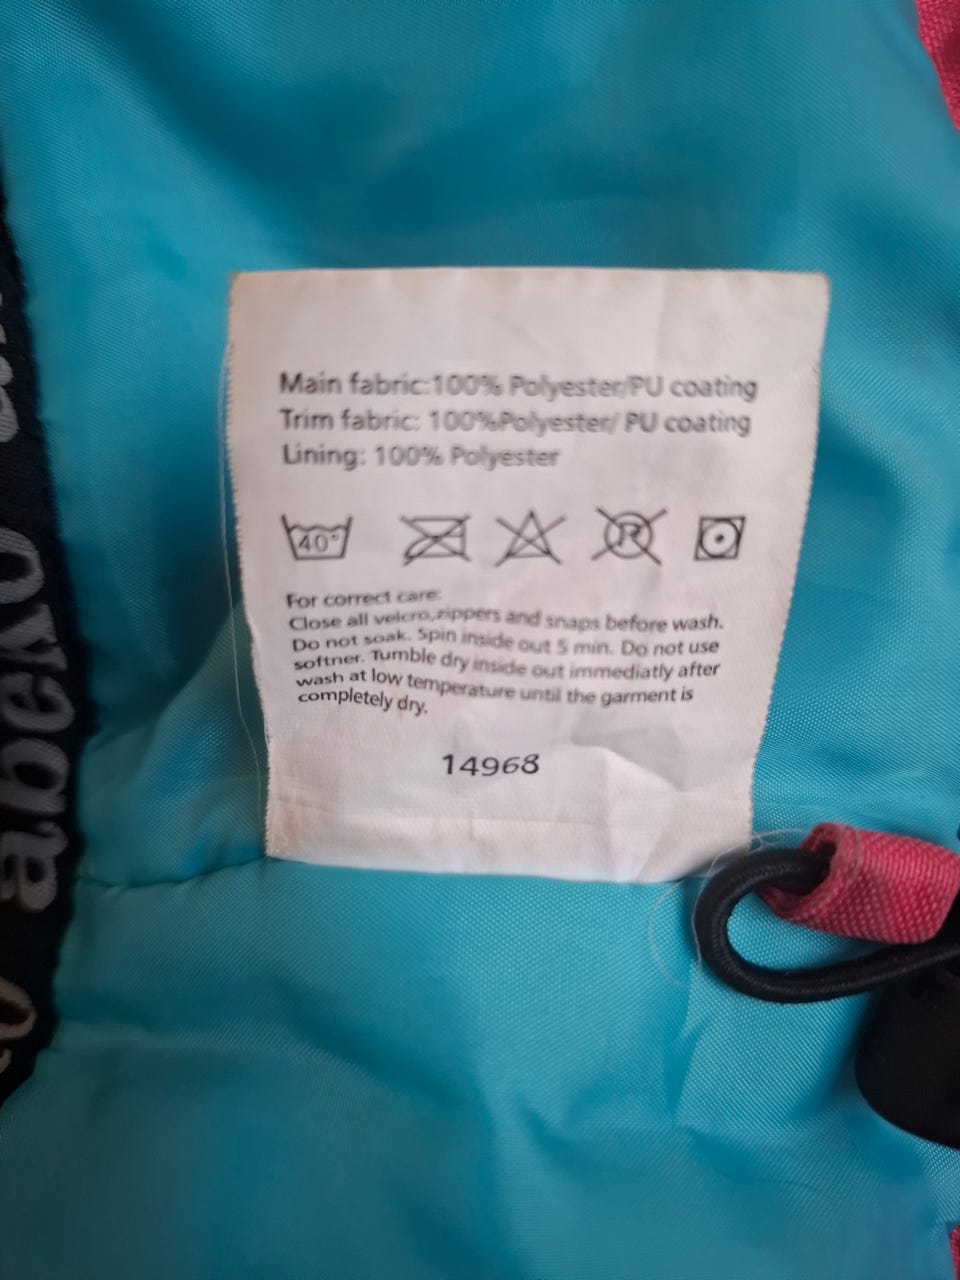 Main fabric:100% Polyester/PU coating
Trim fabric: 100%Polyester/ PU coating
Lining: 100% Polyester
40°
R
For correct care:
Close all velcro,zippers and snaps before wash.
Do not soak. Spin inside out 5 min. Do not use
softner. Tumble dry inside out immediatly after
wash at low temperature until the garment is
completely dry.
14968
abeko